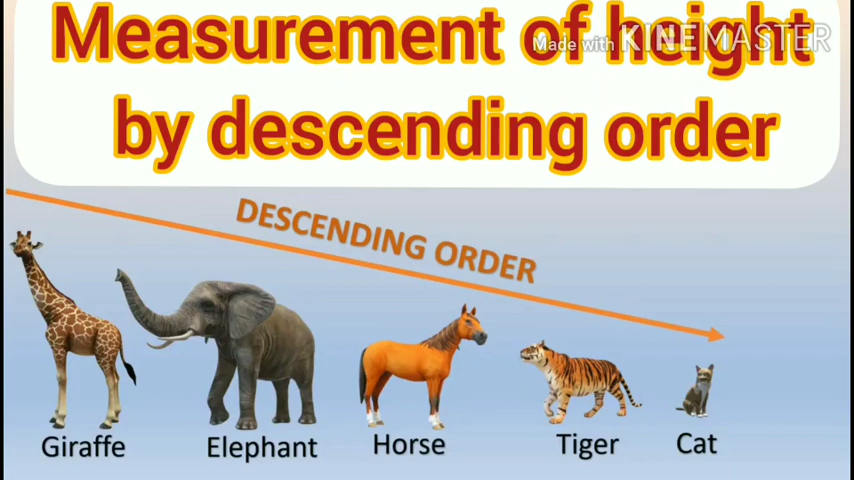 Measurement of height
Made with KINEMASTER
by descending order
DESCENDING ORDER
Giraffe
Elephant
Horse
Tiger
Cat